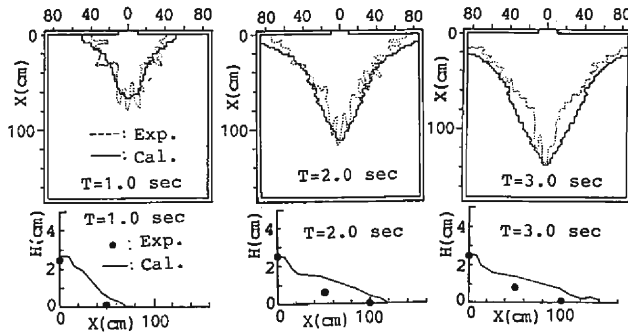 80 40 0 40 80
80 40 0 40 80
80 40 0 40 80
0
X(cm)
100
-----: Exp.
——: Cal.
T=1.0 sec
0
X(cm)
100
T=2.0 sec
0
X(cm)
100
T=3.0 sec
H(cm)
4
2
0
T=1.0 sec
● : Exp.
—— : Cal.
0 100
X(cm)
H(cm)
4
2
0
T=2.0 sec
0 100
X(cm)
H(cm)
4
2
0
T=3.0 sec
0 100
X(cm)